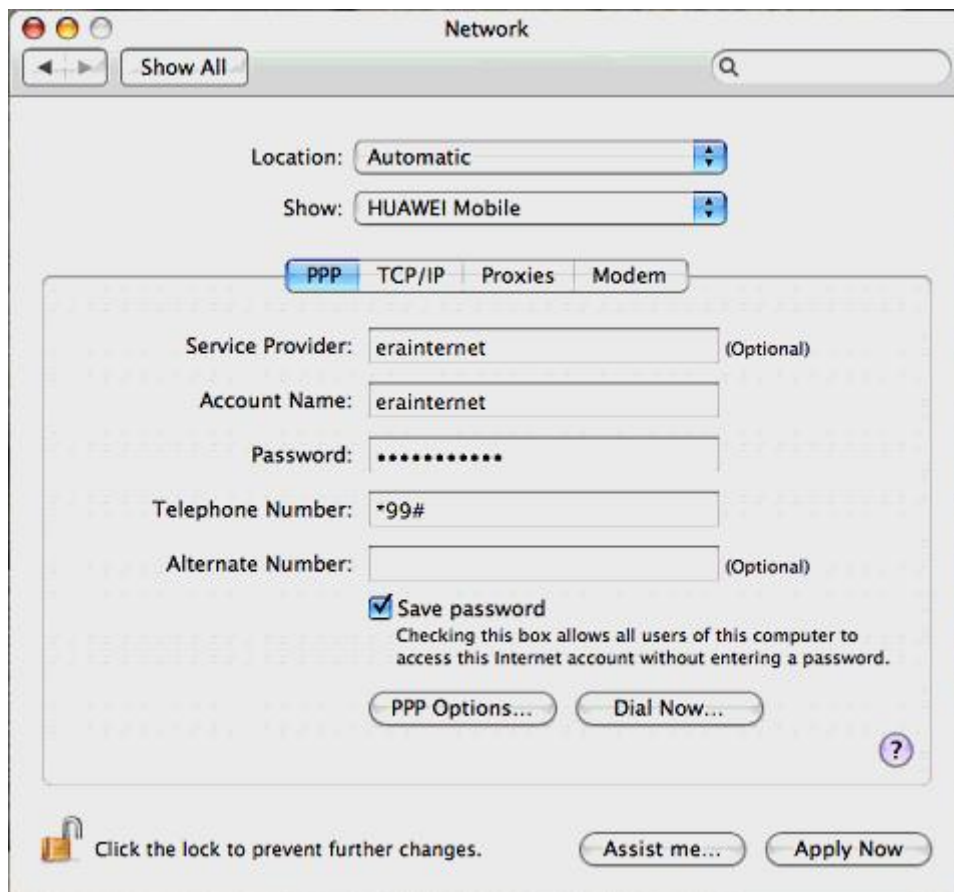 Network
Show All
Location: Automatic
Show: HUAWEI Mobile
PPP TCP/IP Proxies Modem
Service Provider: erainternet (Optional)
Account Name: erainternet
Password: •••••••••••
Telephone Number: *99#
Alternate Number: (Optional)
Save password
Checking this box allows all users of this computer to
access this Internet account without entering a password.
PPP Options... Dial Now...
?
Click the lock to prevent further changes. Assist me... Apply Now